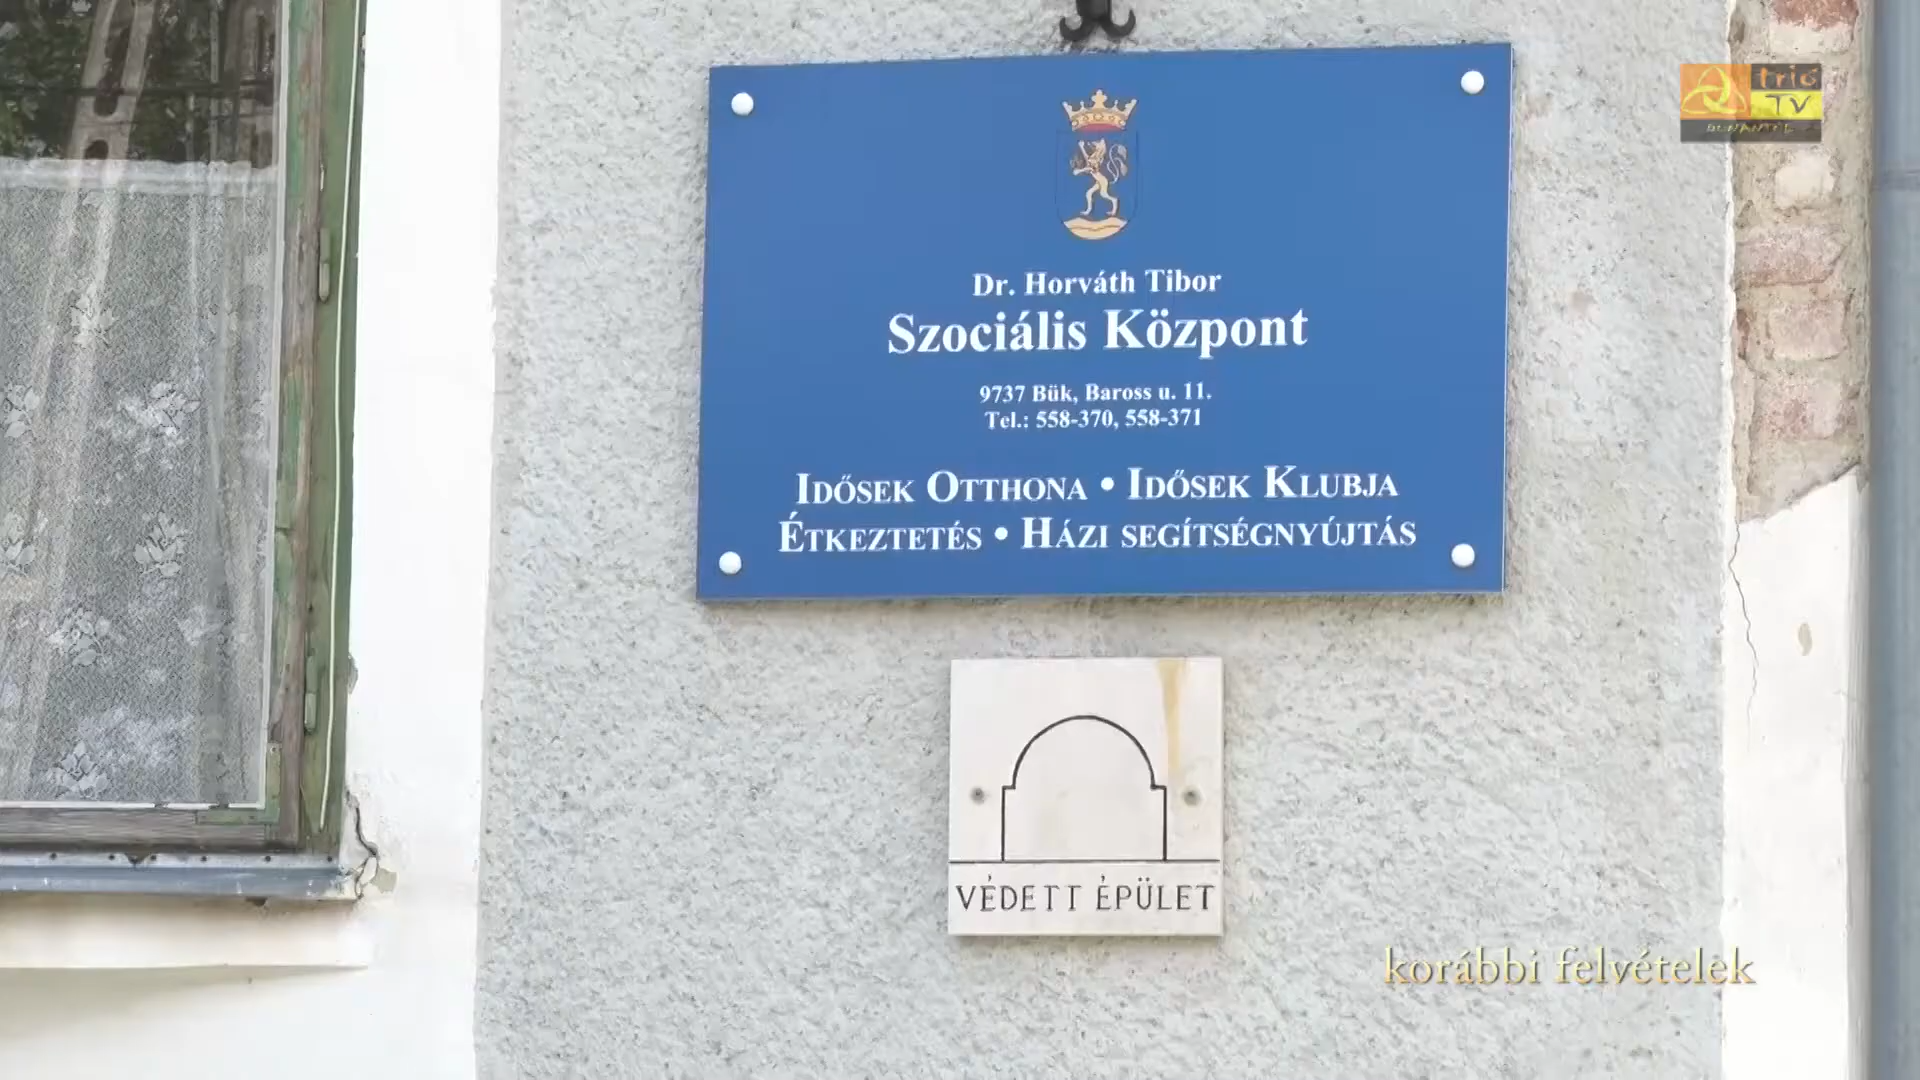 trió
TV
DUNÁNTÚL
Dr. Horváth Tibor
Szociális Központ
9737 Bük, Baross u. 11.
Tel.: 558-370, 558-371
IDŐSEK OTTHONA • IDŐSEK KLUBJA
ÉTKEZTETÉS • HÁZI SEGÍTSÉGNYÚJTÁS
VÉDETT ÉPÜLET
korábbi felvételek